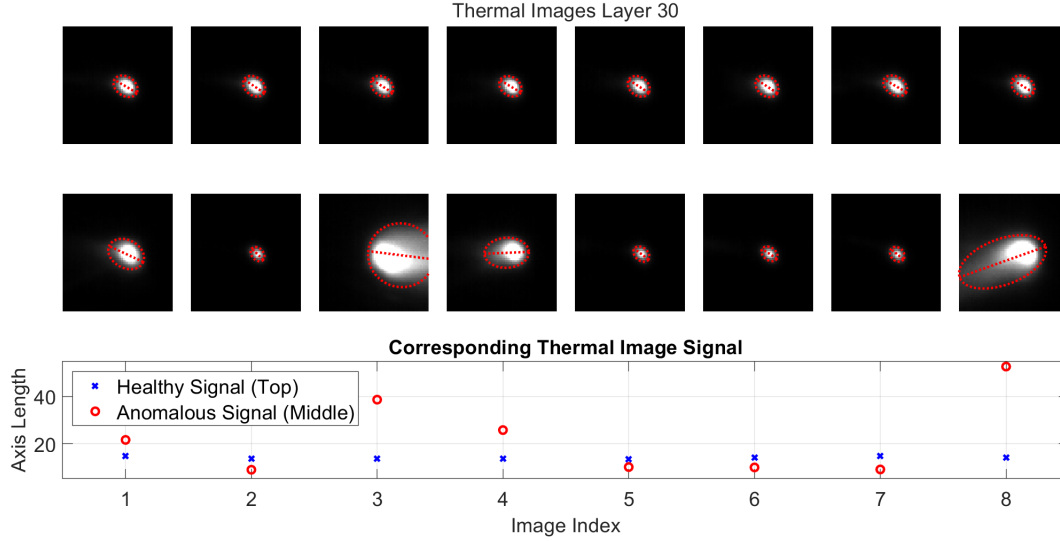 Thermal Images Layer 30
Corresponding Thermal Image Signal
Axis Length
40
20
Healthy Signal (Top)
Anomalous Signal (Middle)
1 2 3 4 5 6 7 8
Image Index